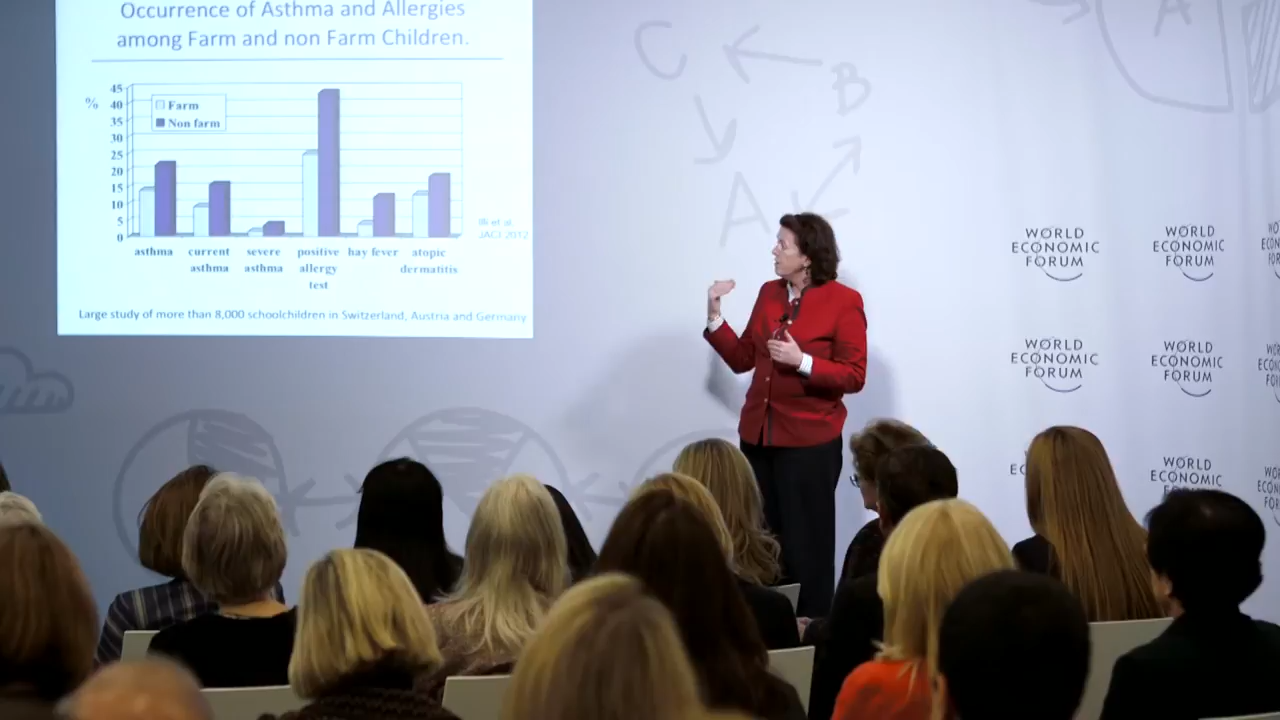 Occurrence of Asthma and Allergies
among Farm and non Farm Children.
%
45
40
35
30
25
20
15
10
5
0
Farm
Non farm
asthma
current
asthma
severe
asthma
positive
allergy
test
hay fever
atopic
dermatitis
Illi et al.
JACI 2012
Large study of more than 8,000 schoolchildren in Switzerland, Austria and Germany
C
B
A
A
WORLD
ECONOMIC
FORUM
WORLD
ECONOMIC
FORUM
WORLD
ECONOMIC
FORUM
WORLD
ECONOMIC
FORUM
WORLD
ECONOMIC
FORUM